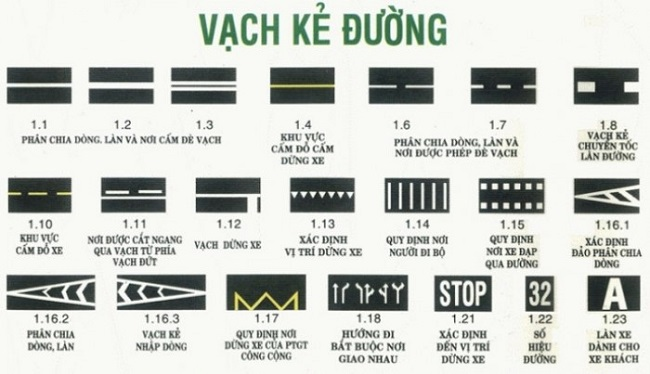 VẠCH KẺ ĐƯỜNG
1.1 1.2 1.3 1.4 1.6 1.7 1.8
PHÂN CHIA DÒNG, LÀN VÀ NƠI CẤM ĐÈ VẠCH
KHU VỰC
CẤM ĐỖ CẤM
DỪNG XE
PHÂN CHIA DÒNG, LÀN VÀ
NƠI ĐƯỢC PHÉP ĐÈ VẠCH
VẠCH KẺ
CHUYỂN TỐC
LÀN ĐƯỜNG
1.10 1.11 1.12 1.13 1.14 1.15 1.16.1
KHU VỰC
CẤM ĐỖ XE
NƠI ĐƯỢC CẮT NGANG
QUA VẠCH TỪ PHÍA
VẠCH ĐỨT
VẠCH DỪNG XE
XÁC ĐỊNH
VỊ TRÍ DỪNG XE
QUY ĐỊNH NƠI
NGƯỜI ĐI BỘ
QUY ĐỊNH
NƠI XE ĐẠP
QUA ĐƯỜNG
XÁC ĐỊNH
ĐẢO PHÂN CHIA
DÒNG
STOP 32 A
1.16.2 1.16.3 1.17 1.18 1.21 1.22 1.23
PHÂN CHIA
DÒNG, LÀN
VẠCH KẺ
NHẬP DÒNG
QUY ĐỊNH NƠI
DỪNG XE CỦA PTGT
CÔNG CỘNG
HƯỚNG ĐI
BẮT BUỘC NƠI
GIAO NHAU
XÁC ĐỊNH
ĐẾN VỊ TRÍ
DỪNG XE
SỐ
HIỆU
ĐƯỜNG
LÀN XE
DÀNH CHO
XE KHÁCH